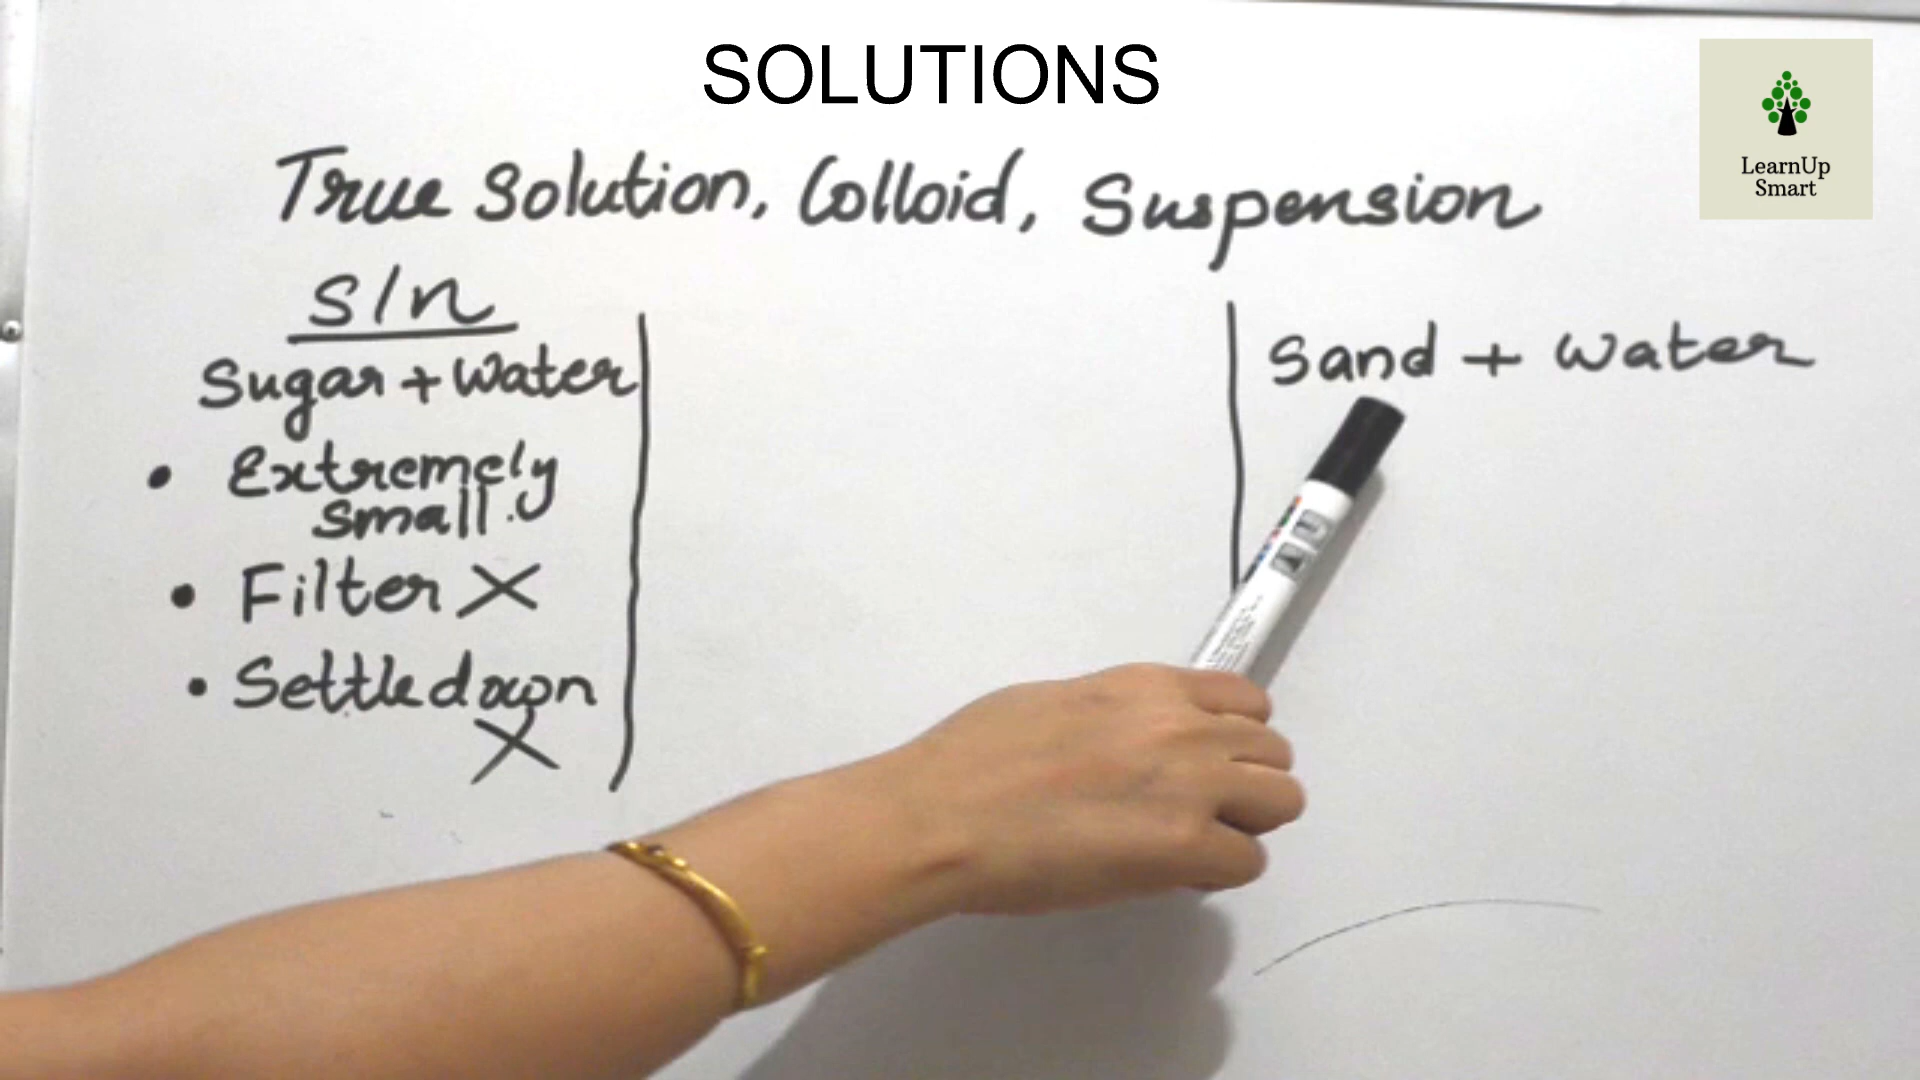 SOLUTIONS
LearnUp
Smart
True Solution, Colloid, Suspension
S/n
Sugar + Water
• Extremely
small.
• Filter X
• Settle down
X
Sand + Water